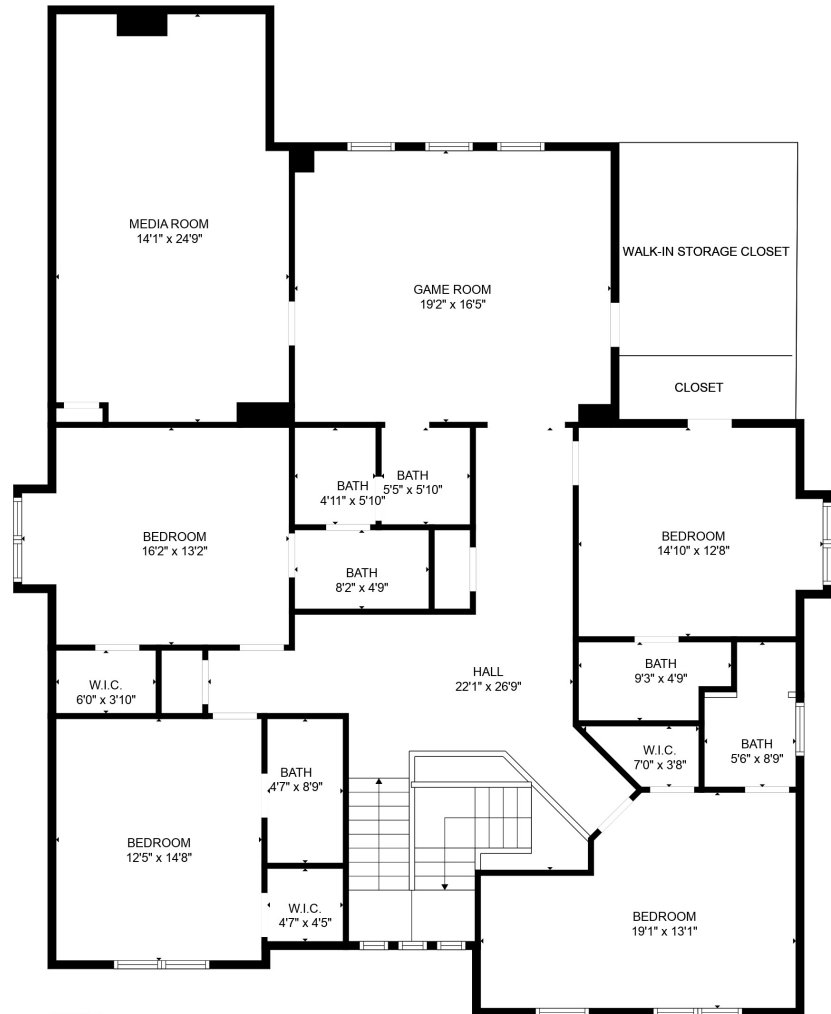 MEDIA ROOM
14'1" x 24'9"
WALK-IN STORAGE CLOSET
GAME ROOM
19'2" x 16'5"
CLOSET
BATH
4'11" x 5'10"
BATH
5'5" x 5'10"
BEDROOM
16'2" x 13'2"
BEDROOM
14'10" x 12'8"
BATH
8'2" x 4'9"
W.I.C.
6'0" x 3'10"
HALL
22'1" x 26'9"
BATH
9'3" x 4'9"
W.I.C.
7'0" x 3'8"
BATH
5'6" x 8'9"
BATH
4'7" x 8'9"
BEDROOM
12'5" x 14'8"
W.I.C.
4'7" x 4'5"
BEDROOM
19'1" x 13'1"